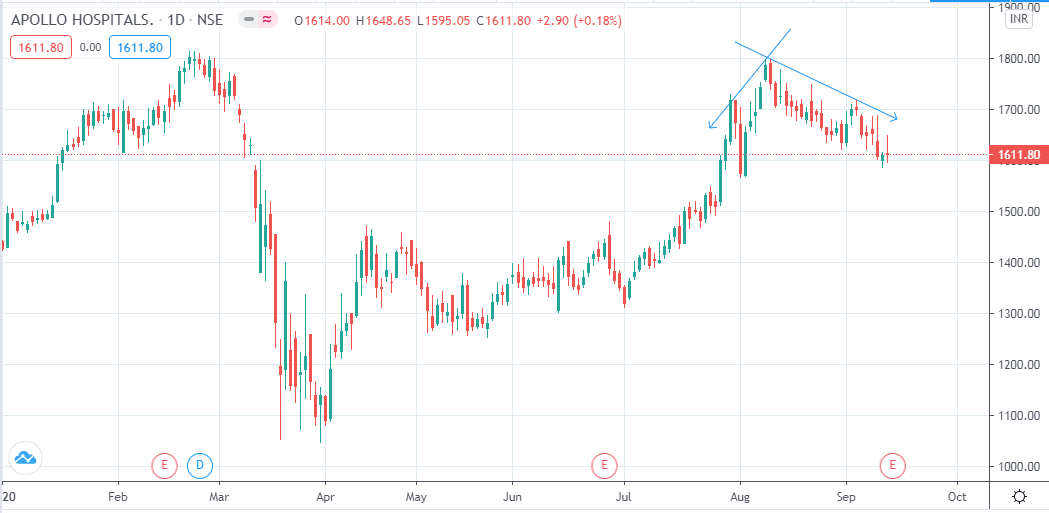 APOLLO HOSPITALS. · 1D · NSE O1614.00 H1648.65 L1595.05 C1611.80 +2.90 (+0.18%)
1611.80 0.00 1611.80
1900.00
INR
1800.00
1700.00
1611.80
1500.00
1400.00
1300.00
1200.00
1100.00
1000.00
E D E E
20 Feb Mar Apr May Jun Jul Aug Sep Oct